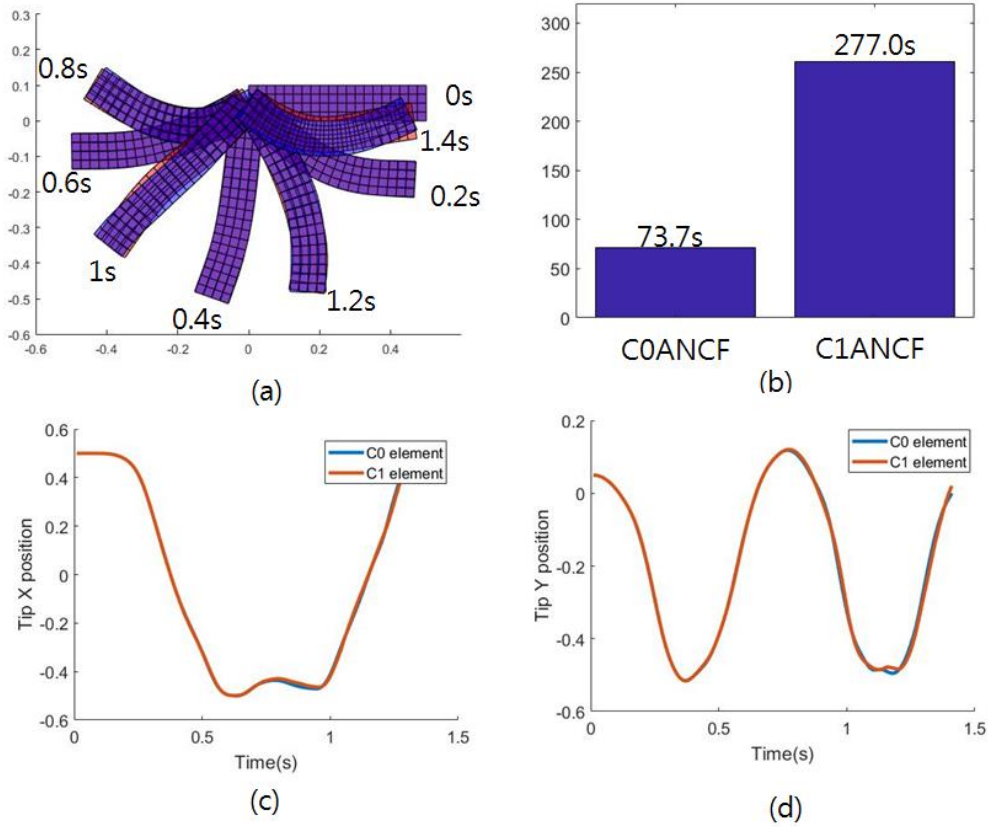 0.3
0.2
0.1
0
-0.1
-0.2
-0.3
-0.4
-0.5
-0.6
-0.6
-0.4
-0.2
0
0.2
0.4
0.8s
0s
1.4s
0.6s
0.2s
1s
0.4s
1.2s
(a)
300
250
200
150
100
50
0
73.7s
277.0s
C0ANCF
C1ANCF
(b)
0.6
0.4
0.2
0
-0.2
-0.4
-0.6
Tip X position
C0 element
C1 element
0
0.5
1
1.5
Time(s)
(c)
0.2
0
-0.2
-0.4
-0.6
Tip Y position
C0 element
C1 element
0
0.5
1
1.5
Time(s)
(d)